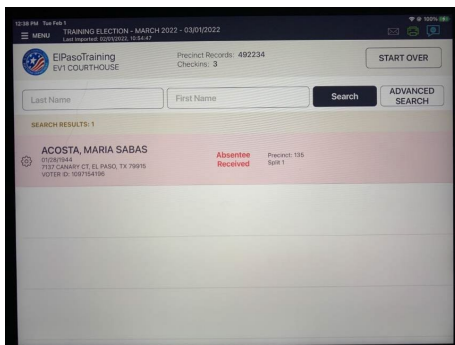 12:38 PM Tue Feb 1
100%
MENU
TRAINING ELECTION - MARCH 2022 - 03/01/2022
Last Imported: 02/01/2022, 10:54:47
ElPasoTraining
EV1 COURTHOUSE
Precinct Records: 492234
Checkins: 3
START OVER
Last Name
First Name
Search
ADVANCED
SEARCH
SEARCH RESULTS: 1
ACOSTA, MARIA SABAS
01/28/1944
7137 CANARY CT, EL PASO, TX 79915
VOTER ID: 1097154196
Absentee
Received
Precinct: 135
Split 1